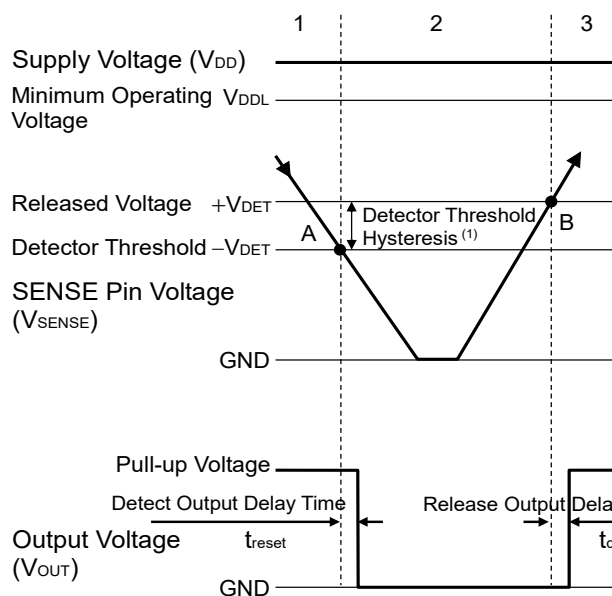 1 2 3
Supply Voltage (VDD)
Minimum Operating VDDL
Voltage
Released Voltage +VDET
Detector Threshold
Hysteresis (1)
A
B
Detector Threshold −VDET
SENSE Pin Voltage
(VSENSE)
GND
Pull-up Voltage
Detect Output Delay Time
Release Output
treset
Output Voltage
(VOUT)
GND